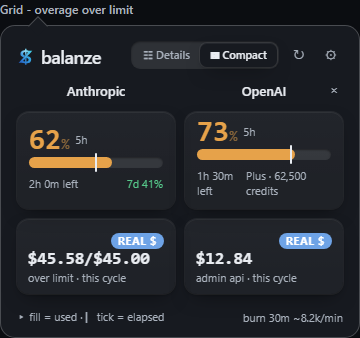 Grid - overage over limit
$ balanze
Details
Compact
Anthropic
OpenAI ×
62% 5h
2h 0m left 7d 41%
73% 5h
1h 30m left
Plus · 62,500 credits
REAL $
$45.58/$45.00
over limit · this cycle
REAL $
$12.84
admin api · this cycle
▸ fill = used · | tick = elapsed
burn 30m ~8.2k/min